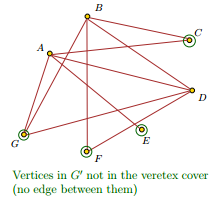 B
C
A
D
E
G
F
Vertices in G′ not in the veretex cover
(no edge between them)